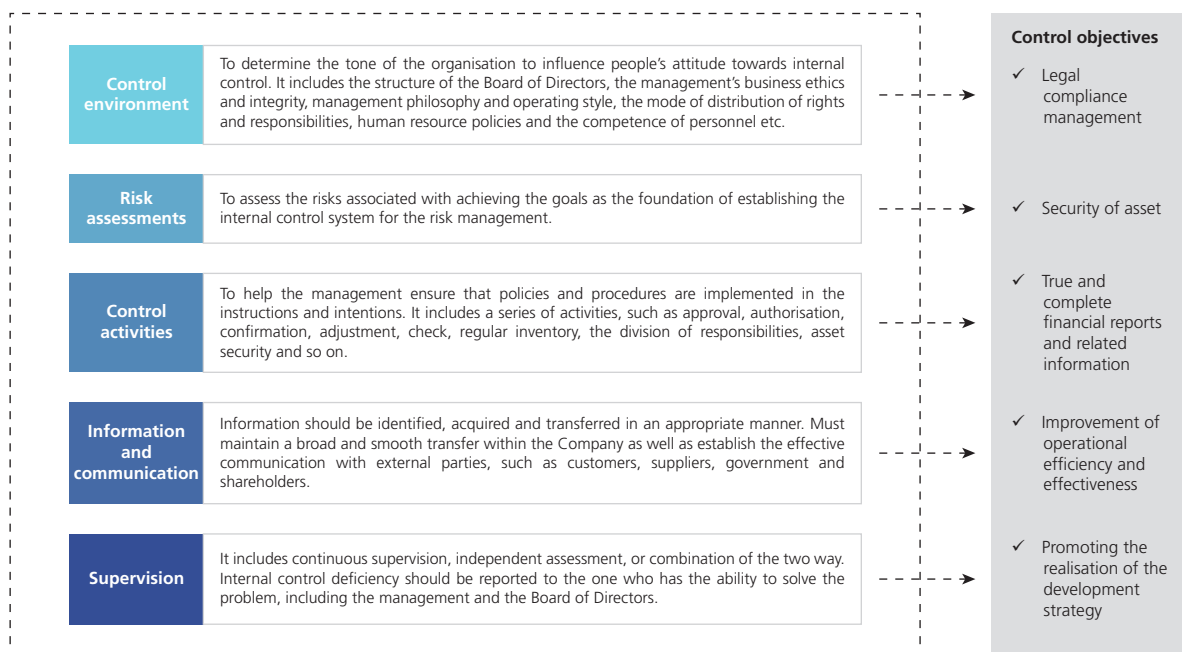 Control
environment
To determine the tone of the organisation to influence people's attitude towards internal
control. It includes the structure of the Board of Directors, the management's business ethics
and integrity, management philosophy and operating style, the mode of distribution of rights
and responsibilities, human resource policies and the competence of personnel etc.
Risk
assessments
To assess the risks associated with achieving the goals as the foundation of establishing the
internal control system for the risk management.
Control
activities
To help the management ensure that policies and procedures are implemented in the
instructions and intentions. It includes a series of activities, such as approval, authorisation,
confirmation, adjustment, check, regular inventory, the division of responsibilities, asset
security and so on.
Information
and
communication
Information should be identified, acquired and transferred in an appropriate manner. Must
maintain a broad and smooth transfer within the Company as well as establish the effective
communication with external parties, such as customers, suppliers, government and
shareholders.
Supervision
It includes continuous supervision, independent assessment, or combination of the two way.
Internal control deficiency should be reported to the one who has the ability to solve the
problem, including the management and the Board of Directors.
Control objectives
✓ Legal
compliance
management
✓ Security of asset
✓ True and
complete
financial reports
and related
information
✓ Improvement of
operational
efficiency and
effectiveness
✓ Promoting the
realisation of the
development
strategy